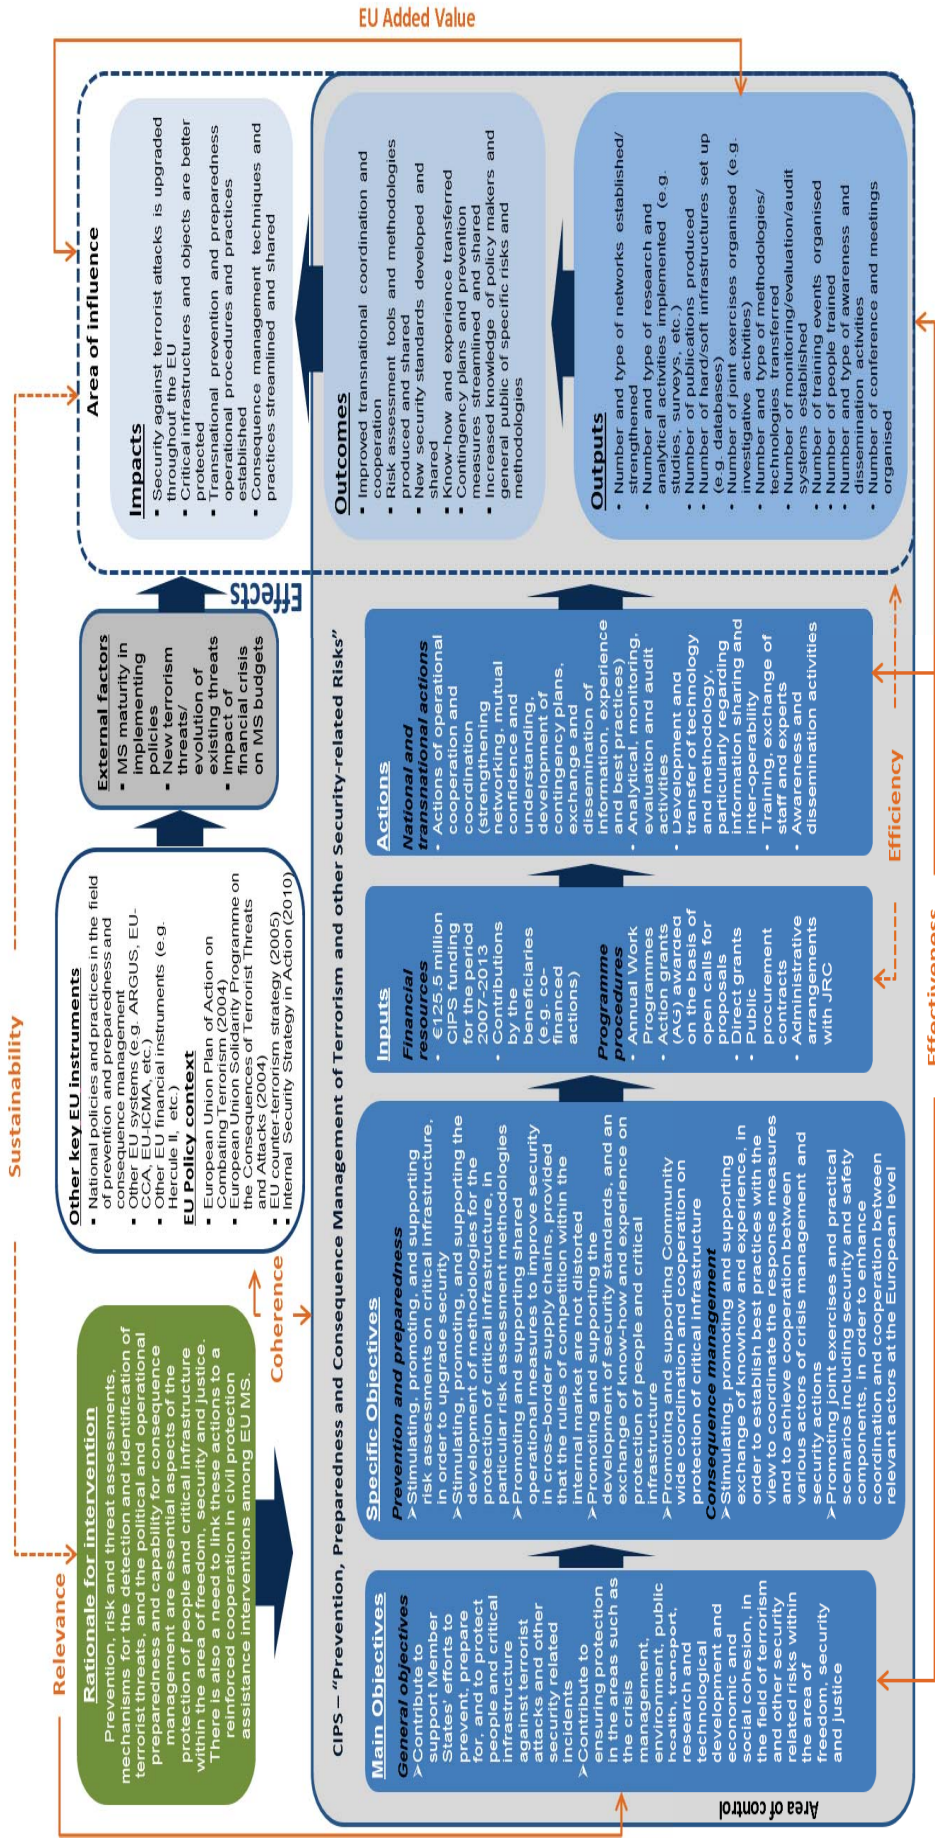 Sustainability
Relevance
Rationale for intervention
Prevention, risk and threat assessments,
mechanisms for the detection and identification of
terrorist threats, and the political and operational
preparedness and capability for consequence
management are essential aspects of the
protection of people and critical infrastructure
within the area of freedom, security and justice.
There is also a need to link these actions to a
reinforced cooperation in civil protection
assistance interventions among EU MS.
Coherence
Other key EU instruments
▪ National policies and practices in the field
of prevention and preparedness and
consequence management
▪ Other EU systems (e.g. ARGUS, EU-
CCA, EU-ICMA, etc.)
▪ Other EU financial instruments (e.g.
Hercule II, etc.)
EU Policy context
▪ European Union Plan of Action on
Combating Terrorism (2004)
▪ European Union Solidarity Programme on
the Consequences of Terrorist Threats
and Attacks (2004)
▪ EU counter-terrorism strategy (2005)
▪ Internal Security Strategy in Action (2010)
External factors
▪ MS maturity in
implementing
policies
▪ New terrorism
threats/
evolution of
existing threats
▪ Impact of
financial crisis
on MS budgets
Effects
Area of influence
Impacts
▪ Security against terrorist attacks is upgraded
throughout the EU
▪ Critical infrastructures and objects are better
protected
▪ Transnational prevention and preparedness
operational procedures and practices
established
▪ Consequence management techniques and
practices streamlined and shared
EU Added Value
CIPS – "Prevention, Preparedness and Consequence Management of Terrorism and other Security-related Risks"
Area of control
Main Objectives
General objectives
➢Contribute to
support Member
States' efforts to
prevent, prepare
for, and to protect
people and critical
infrastructure
against terrorist
attacks and other
security related
incidents
➢Contribute to
ensuring protection
in the areas such as
the crisis
management,
environment, public
health, transport,
research and
technological
development and
economic and
social cohesion, in
the field of terrorism
and other security
related risks within
the area of
freedom, security
and justice
Specific Objectives
Prevention and preparedness
➢Stimulating, promoting, and supporting
risk assessments on critical infrastructure,
in order to upgrade security
➢Stimulating, promoting, and supporting the
development of methodologies for the
protection of critical infrastructure, in
particular risk assessment methodologies
➢Promoting and supporting shared
operational measures to improve security
in cross-border supply chains, provided
that the rules of competition within the
internal market are not distorted
➢Promoting and supporting the
development of security standards, and an
exchange of know-how and experience on
protection of people and critical
infrastructure
➢Promoting and supporting Community
wide coordination and cooperation on
protection of critical infrastructure
Consequence management
➢Stimulating, promoting and supporting
exchange of knowhow and experience, in
order to establish best practices with the
view to coordinate the response measures
and to achieve cooperation between
various actors of crisis management and
security actions
➢Promoting joint exercises and practical
scenarios including security and safety
components, in order to enhance
coordination and cooperation between
relevant actors at the European level
Inputs
Financial
resources
• €125.5 million
CIPS funding
for the period
2007-2013
• Contributions
by the
beneficiaries
(e.g. co-
financed
actions)
Programme
procedures
• Annual Work
Programmes
• Action grants
(AG) awarded
on the basis of
open calls for
proposals
• Direct grants
• Public
procurement
contracts
• Administrative
arrangements
with JRC
Actions
National and
transnational actions
• Actions of operational
cooperation and
coordination
(strengthening
networking, mutual
confidence and
understanding,
development of
contingency plans,
exchange and
dissemination of
information, experience
and best practices)
• Analytical, monitoring,
evaluation and audit
activities
• Development and
transfer of technology
and methodology,
particularly regarding
information sharing and
inter-operability
• Training, exchange of
staff and experts
• Awareness and
dissemination activities
Outcomes
▪ Improved transnational coordination and
cooperation
▪ Risk assessment tools and methodologies
produced and shared
▪ New security standards developed and
shared
▪ Know-how and experience transferred
▪ Contingency plans and prevention
measures streamlined and shared
▪ Increased knowledge of policy makers and
general public of specific risks and
methodologies
Outputs
▪ Number and type of networks established/
strengthened
▪ Number and type of research and
analytical activities implemented (e.g.
studies, surveys, etc.)
▪ Number of publications produced
▪ Number of hard/soft infrastructures set up
(e.g. databases)
▪ Number of joint exercises organised (e.g.
investigative activities)
▪ Number and type of methodologies/
technologies transferred
▪ Number of monitoring/evaluation/audit
systems established
▪ Number of training events organised
▪ Number of people trained
▪ Number and type of awareness and
dissemination activities
▪ Number of conference and meetings
organised
Efficiency
Effectiveness